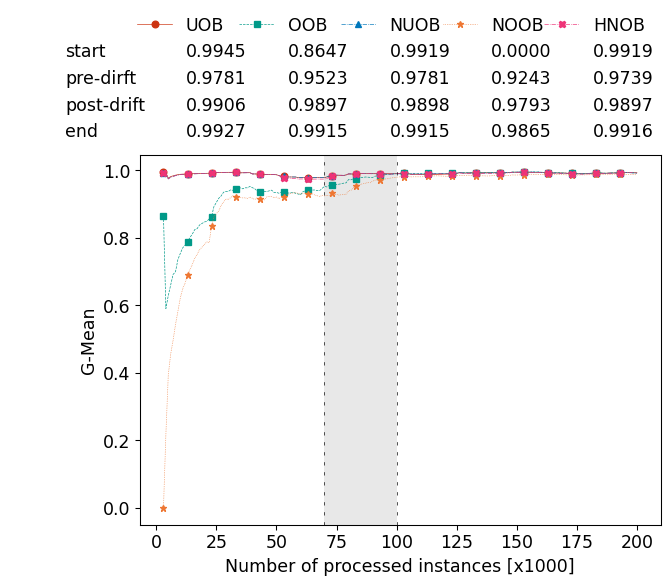 UOB OOB NUOB NOOB HNOB
start 0.9945 0.8647 0.9919 0.0000 0.9919
pre-dirft 0.9781 0.9523 0.9781 0.9243 0.9739
post-drift 0.9906 0.9897 0.9898 0.9793 0.9897
end 0.9927 0.9915 0.9915 0.9865 0.9916
1.0
0.8
0.6
0.4
0.2
0.0
G-Mean
0 25 50 75 100 125 150 175 200
Number of processed instances [x1000]